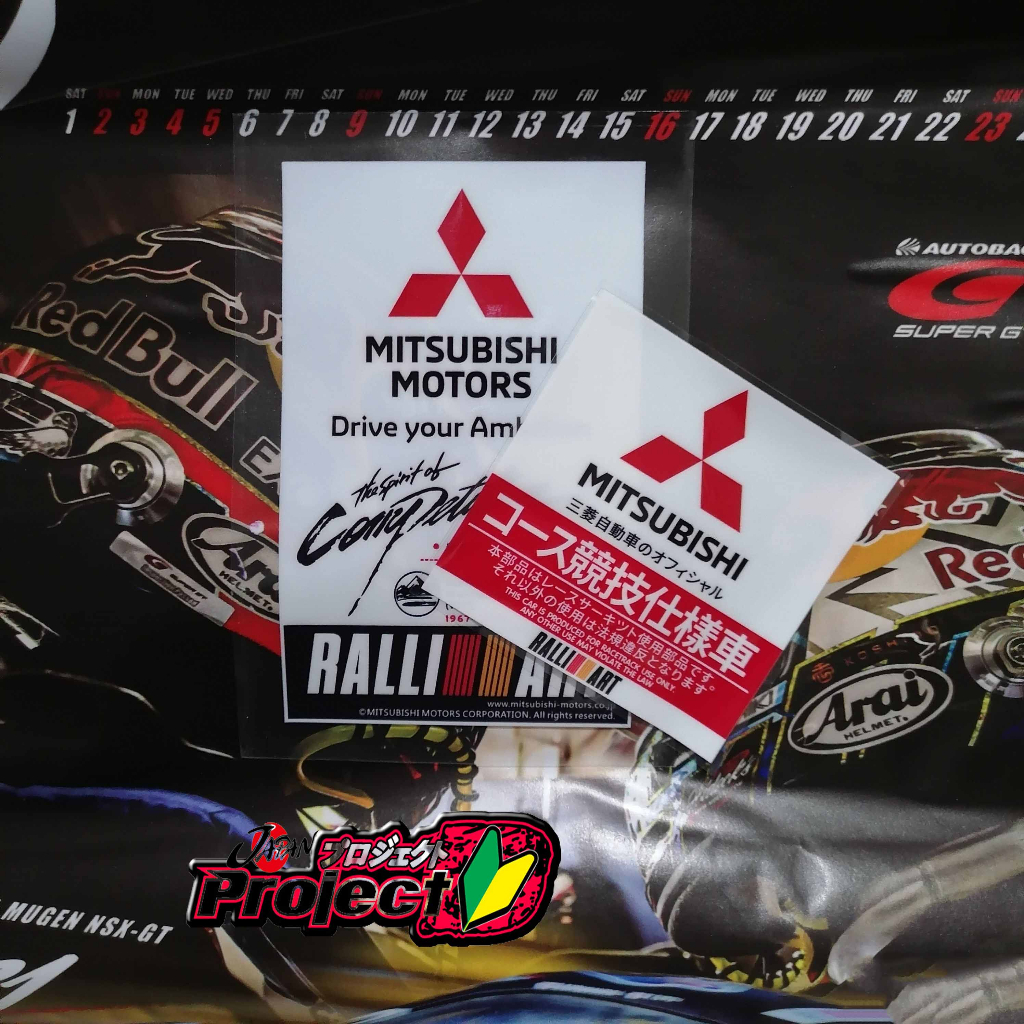 SAT SUN MON TUE WED THU FRI SAT SUN MON TUE WED THU FRI SAT SUN MON TUE WED THU FRI SAT SUN
1 2 3 4 5 6 7 8 9 10 11 12 13 14 15 16 17 18 19 20 21 22 23
AUTOBAC
SUPER G
Red Bull
Arai
HELMET.
MITSUBISHI
MOTORS
Drive your Amb
The Spirit of
Compet
1967
RALLI ART
www.mitsubishi-motors.co.j
©MITSUBISHI MOTORS CORPORATION. All rights reserved.
MITSUBISHI
三菱自動車のオフィシャル
コース競技仕様車
本部品はレースサーキット使用部品です
それ以外の使用は法規違反となります。
THIS CAR IS PRODUCED FOR RACETRACK USE ONLY.
ANY OTHER USE MAY VIOLATE THE LAW
RALLI ART
Red
KOSHI
Arai
HELMET.
JAPAN プロジェクト
Project
MUGEN NSX-GT